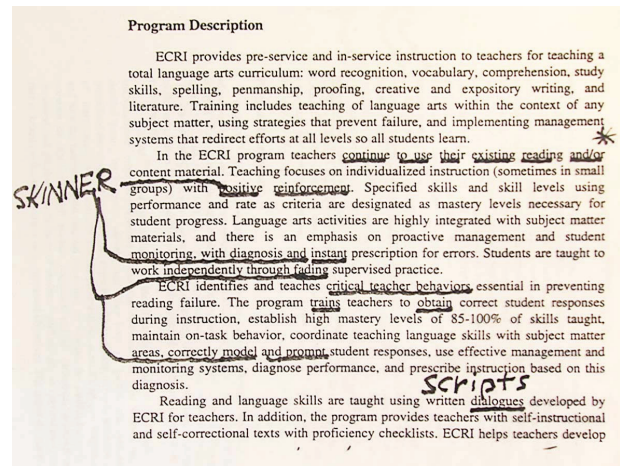 Program Description
ECRI provides pre-service and in-service instruction to teachers for teaching a
total language arts curriculum: word recognition, vocabulary, comprehension, study
skills, spelling, penmanship, proofing, creative and expository writing, and
literature. Training includes teaching of language arts within the context of any
subject matter, using strategies that prevent failure, and implementing management
systems that redirect efforts at all levels so all students learn. *
In the ECRI program teachers continue to use their existing reading and/or
content material. Teaching focuses on individualized instruction (sometimes in small
SKINNER
groups) with positive reinforcement. Specified skills and skill levels using
performance and rate as criteria are designated as mastery levels necessary for
student progress. Language arts activities are highly integrated with subject matter
materials, and there is an emphasis on proactive management and student
monitoring, with diagnosis and instant prescription for errors. Students are taught to
work independently through fading supervised practice.
ECRI identifies and teaches critical teacher behaviors essential in preventing
reading failure. The program trains teachers to obtain correct student responses
during instruction, establish high mastery levels of 85-100% of skills taught,
maintain on-task behavior, coordinate teaching language skills with subject matter
areas, correctly model and prompt student responses, use effective management and
monitoring systems, diagnose performance, and prescribe instruction based on this
diagnosis.
scripts
Reading and language skills are taught using written dialogues developed by
ECRI for teachers. In addition, the program provides teachers with self-instructional
and self-correctional texts with proficiency checklists. ECRI helps teachers develop